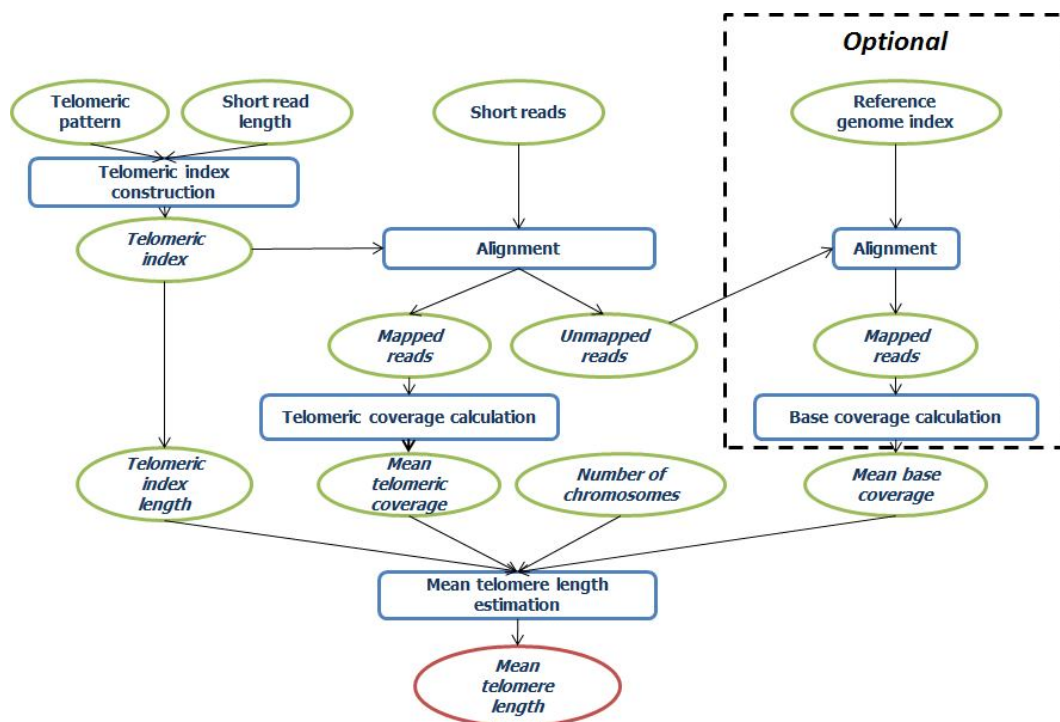 Optional
Telomeric
pattern
Short read
length
Short reads
Reference
genome index
Telomeric index
construction
Telomeric
index
Alignment
Alignment
Mapped
reads
Unmapped
reads
Mapped
reads
Telomeric coverage calculation
Base coverage calculation
Telomeric
index
length
Mean
telomeric
coverage
Number of
chromosomes
Mean base
coverage
Mean telomere length
estimation
Mean
telomere
length